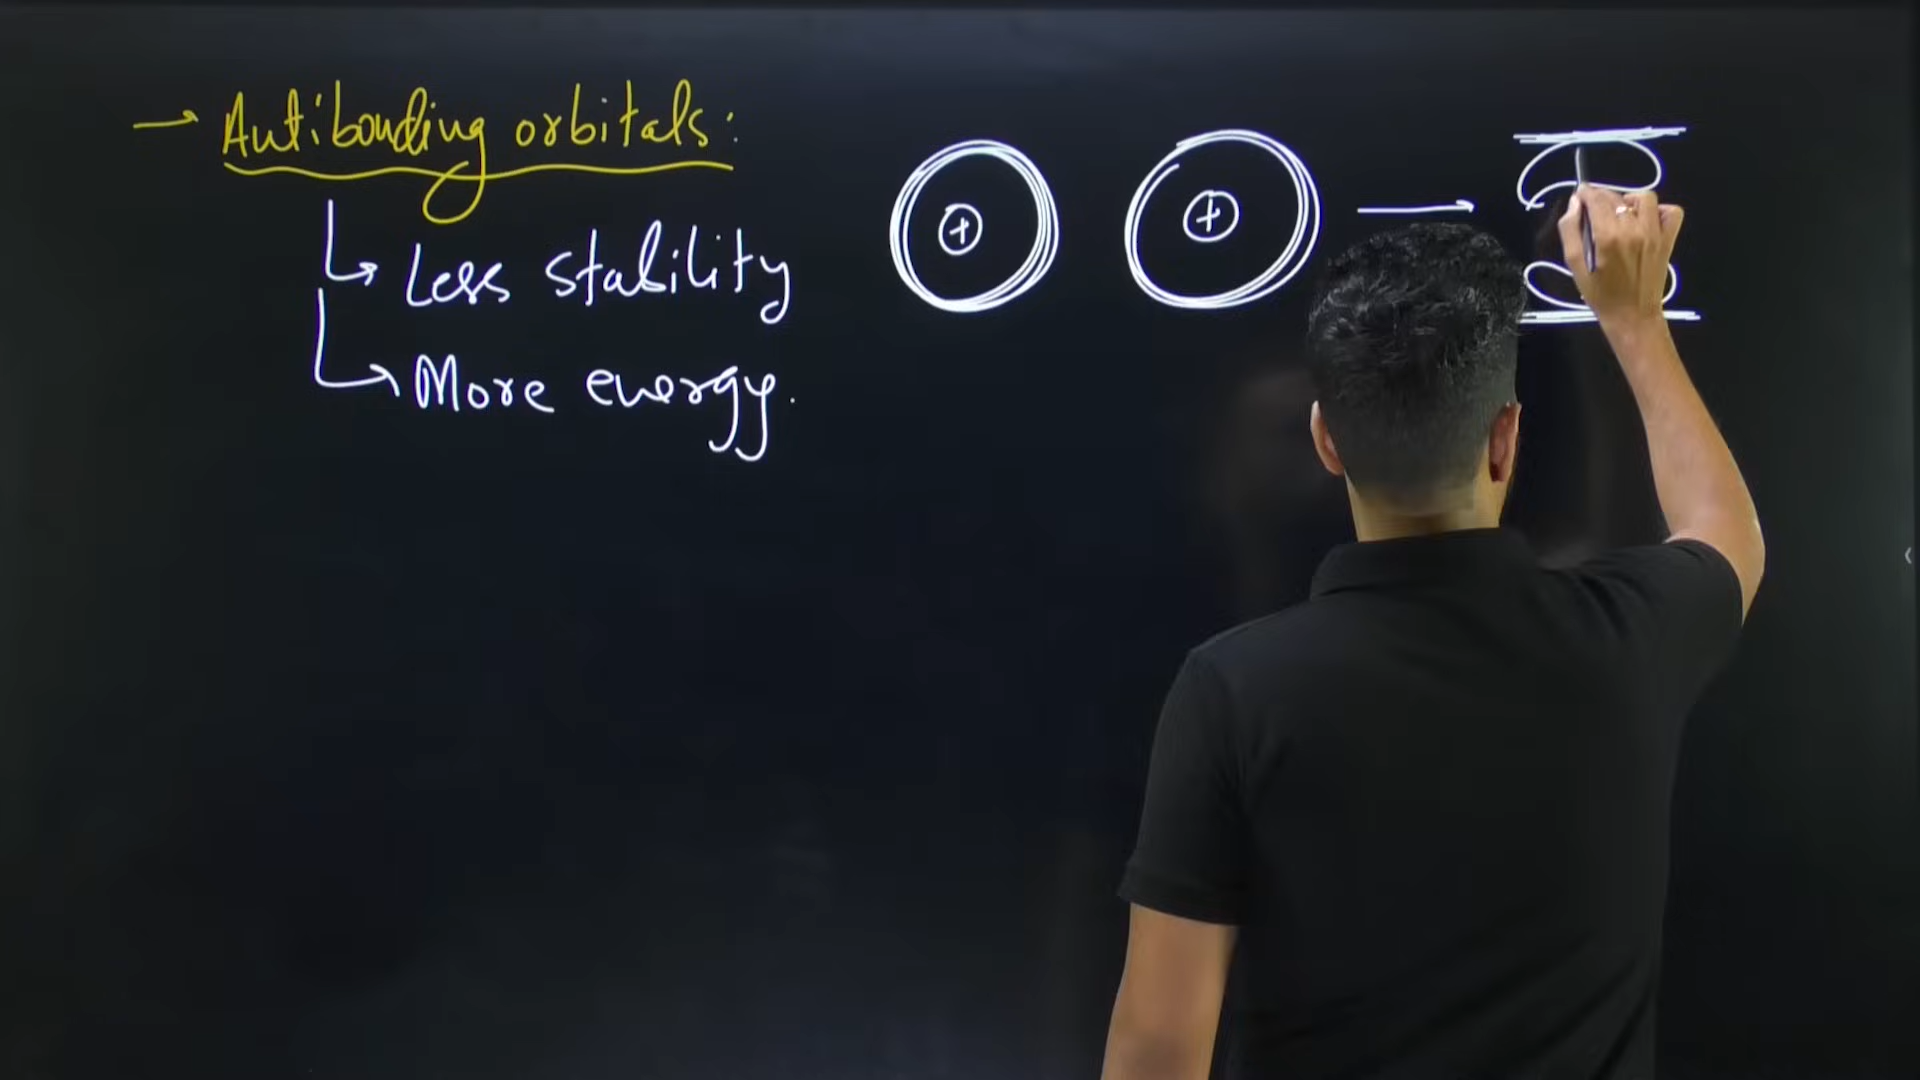 → Antibonding orbitals:
↳ Less stability
↳ More energy.
+ + →